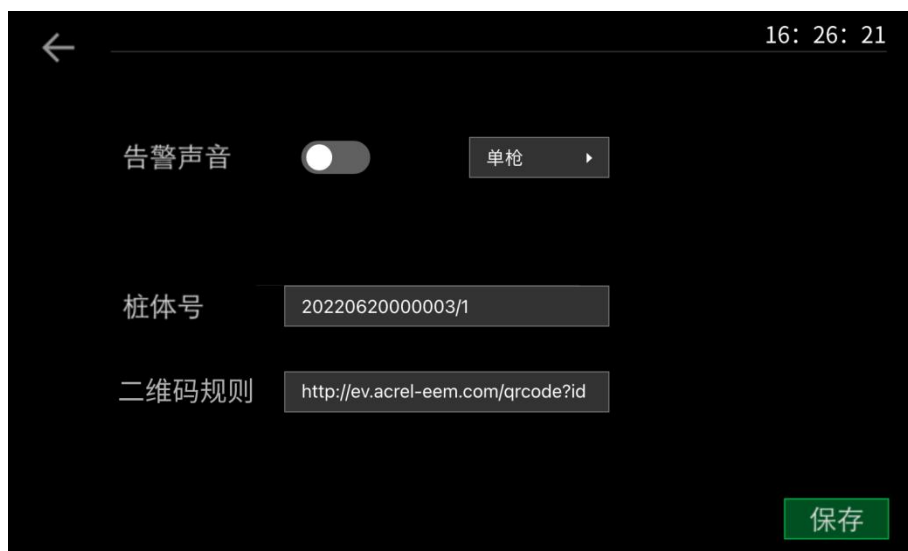 16：26：21
告警声音
单枪
桩体号
20220620000003/1
二维码规则
http://ev.acrel-eem.com/qrcode?id
保存